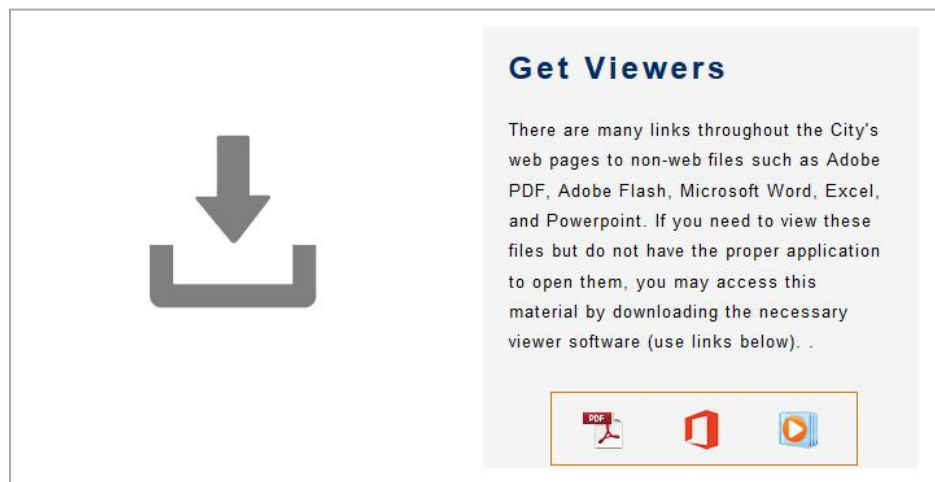 Get Viewers
There are many links throughout the City's
web pages to non-web files such as Adobe
PDF, Adobe Flash, Microsoft Word, Excel,
and Powerpoint. If you need to view these
files but do not have the proper application
to open them, you may access this
material by downloading the necessary
viewer software (use links below). .
PDF